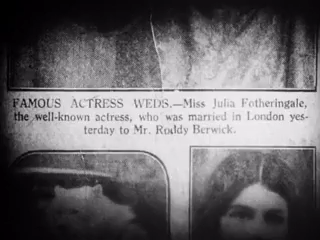 FAMOUS ACTRESS WEDS.—Miss Julia Fotheringale,
the well-known actress, who was married in London yes-
terday to Mr. Roddy Berwick.